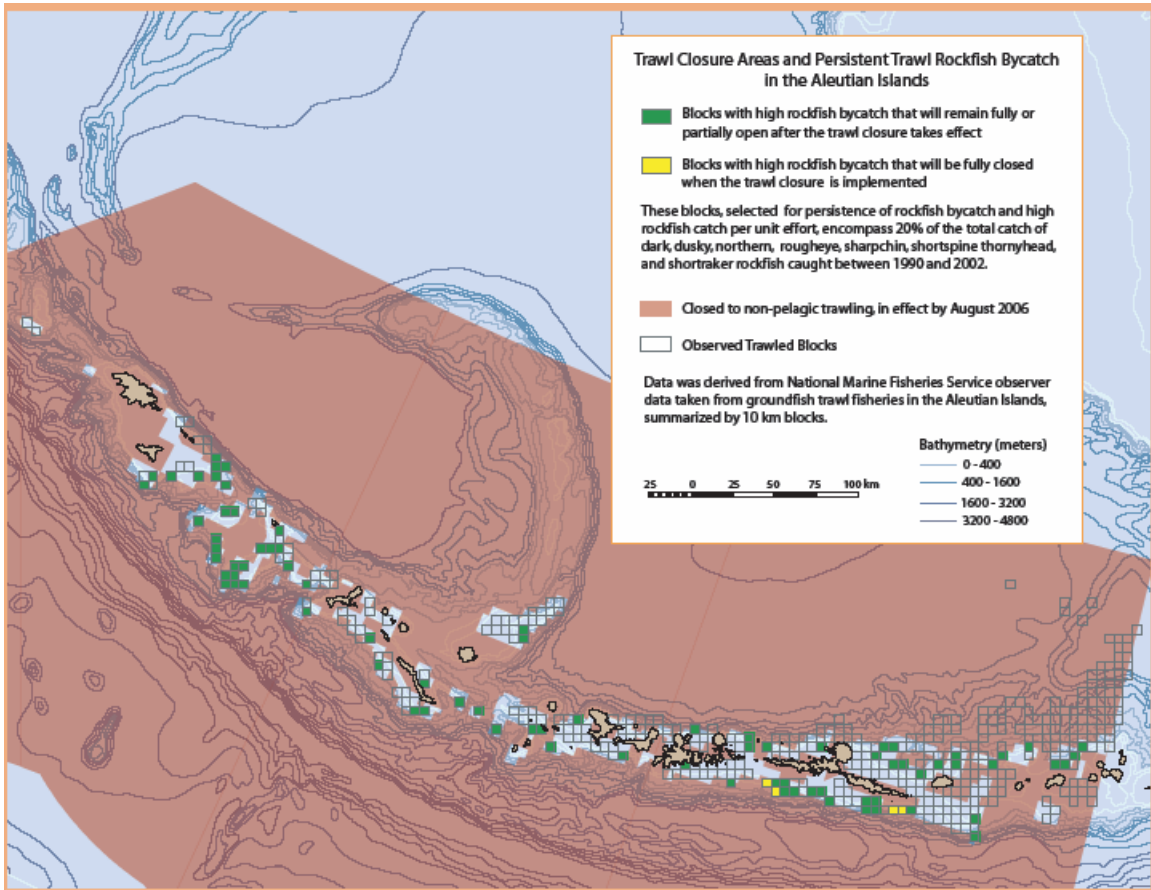 Trawl Closure Areas and Persistent Trawl Rockfish Bycatch
in the Aleutian Islands
Blocks with high rockfish bycatch that will remain fully or
partially open after the trawl closure takes effect
Blocks with high rockfish bycatch that will be fully closed
when the trawl closure is implemented
These blocks, selected for persistence of rockfish bycatch and high
rockfish catch per unit effort, encompass 20% of the total catch of
dark, dusky, northern, rougheye, sharpchin, shortspine thornyhead,
and shortraker rockfish caught between 1990 and 2002.
Closed to non-pelagic trawling, in effect by August 2006
Observed Trawled Blocks
Data was derived from National Marine Fisheries Service observer
data taken from groundfish trawl fisheries in the Aleutian Islands,
summarized by 10 km blocks.
Bathymetry (meters)
0 - 400
400 - 1600
1600 - 3200
3200 - 4800
25 0 25 50 75 100 km